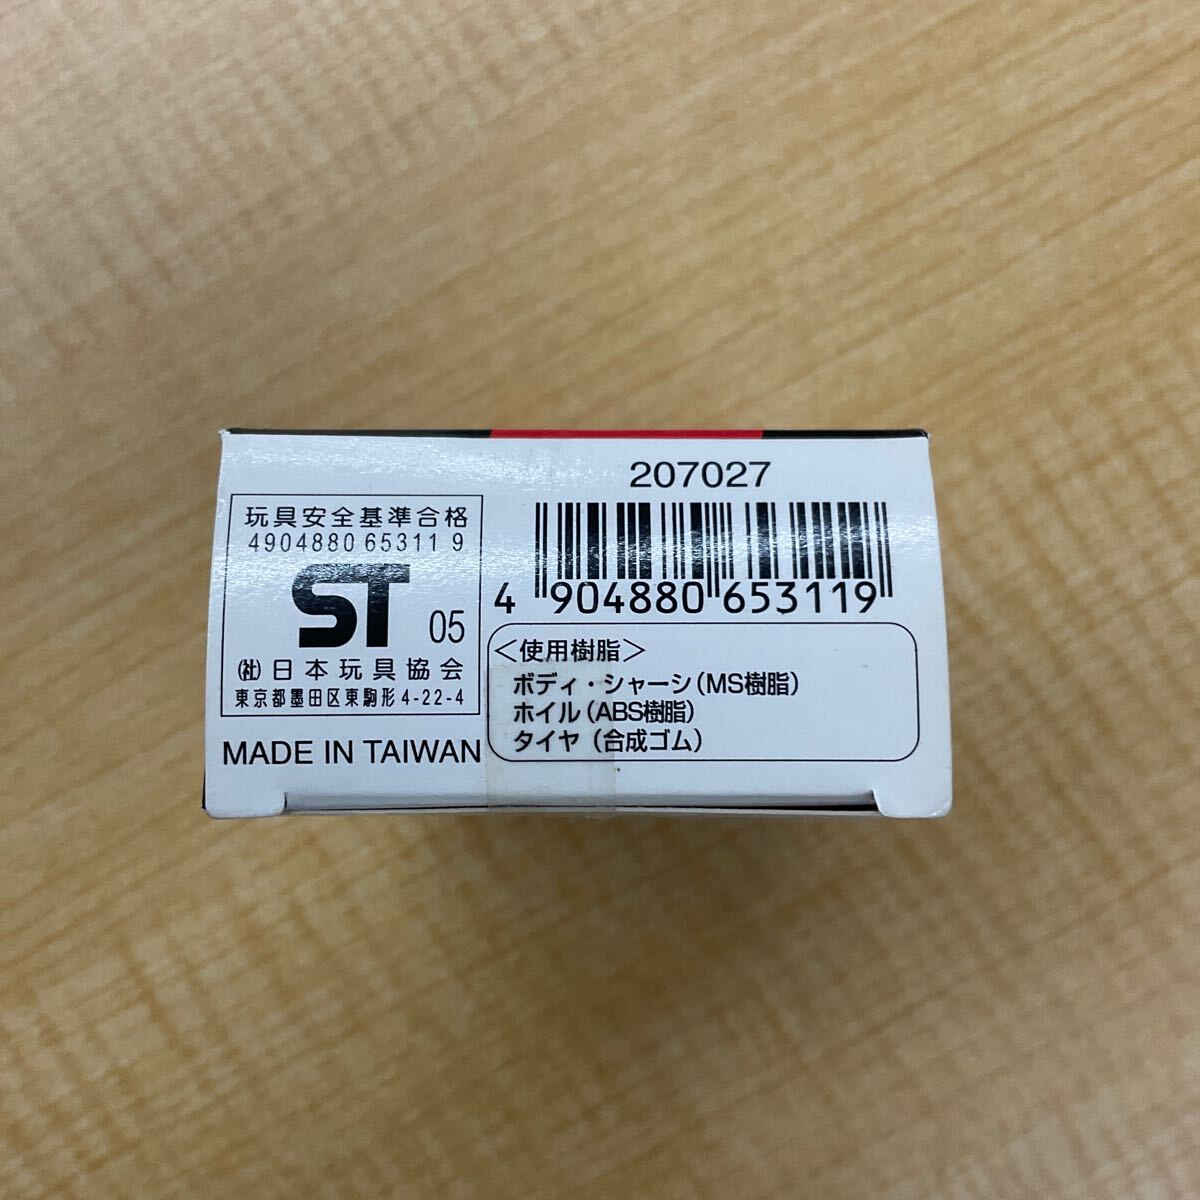 207027
玩具安全基準合格
4904880 65311 9
ST 05
㈳日本玩具協会
東京都墨田区東駒形4-22-4
MADE IN TAIWAN
4 904880 653119
＜使用樹脂＞
ボディ・シャーシ（MS樹脂）
ホイル（ABS樹脂）
タイヤ（合成ゴム）